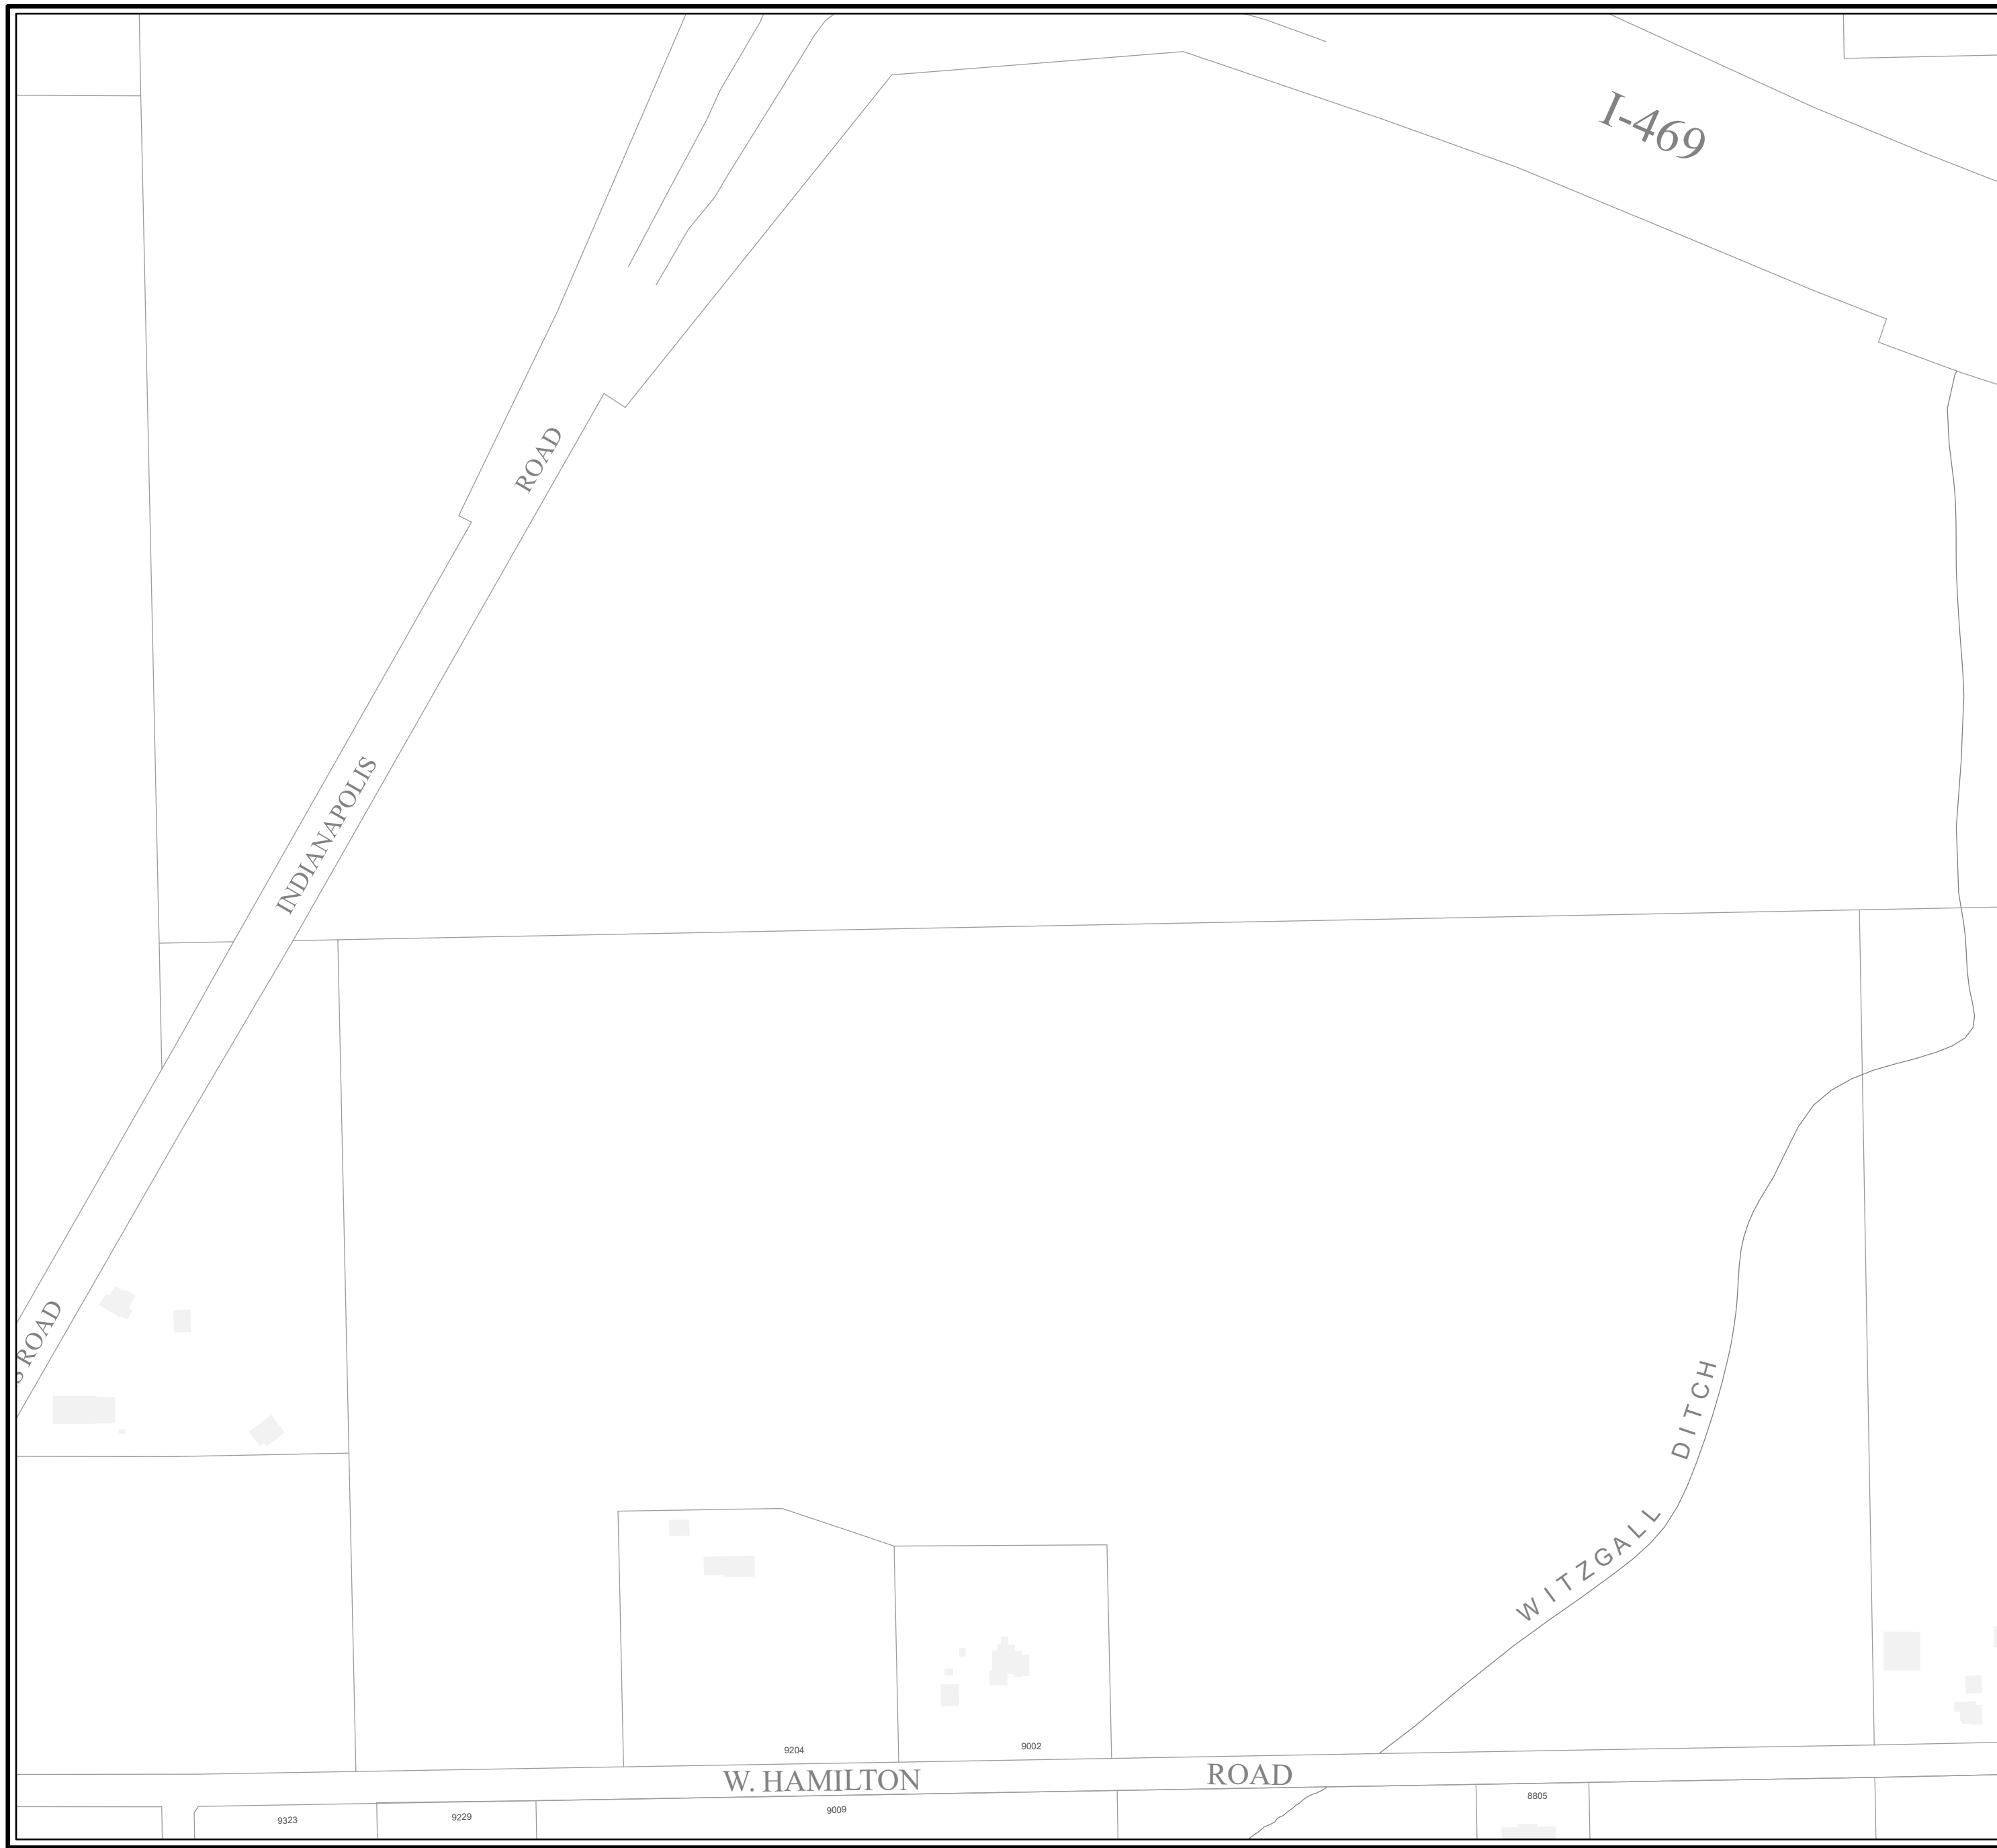 I-469
ROAD
INDIANAPOLIS
S ROAD
DITCH
WITZGALL
9204
9002
W. HAMILTON ROAD
9323
9229
9009
8805